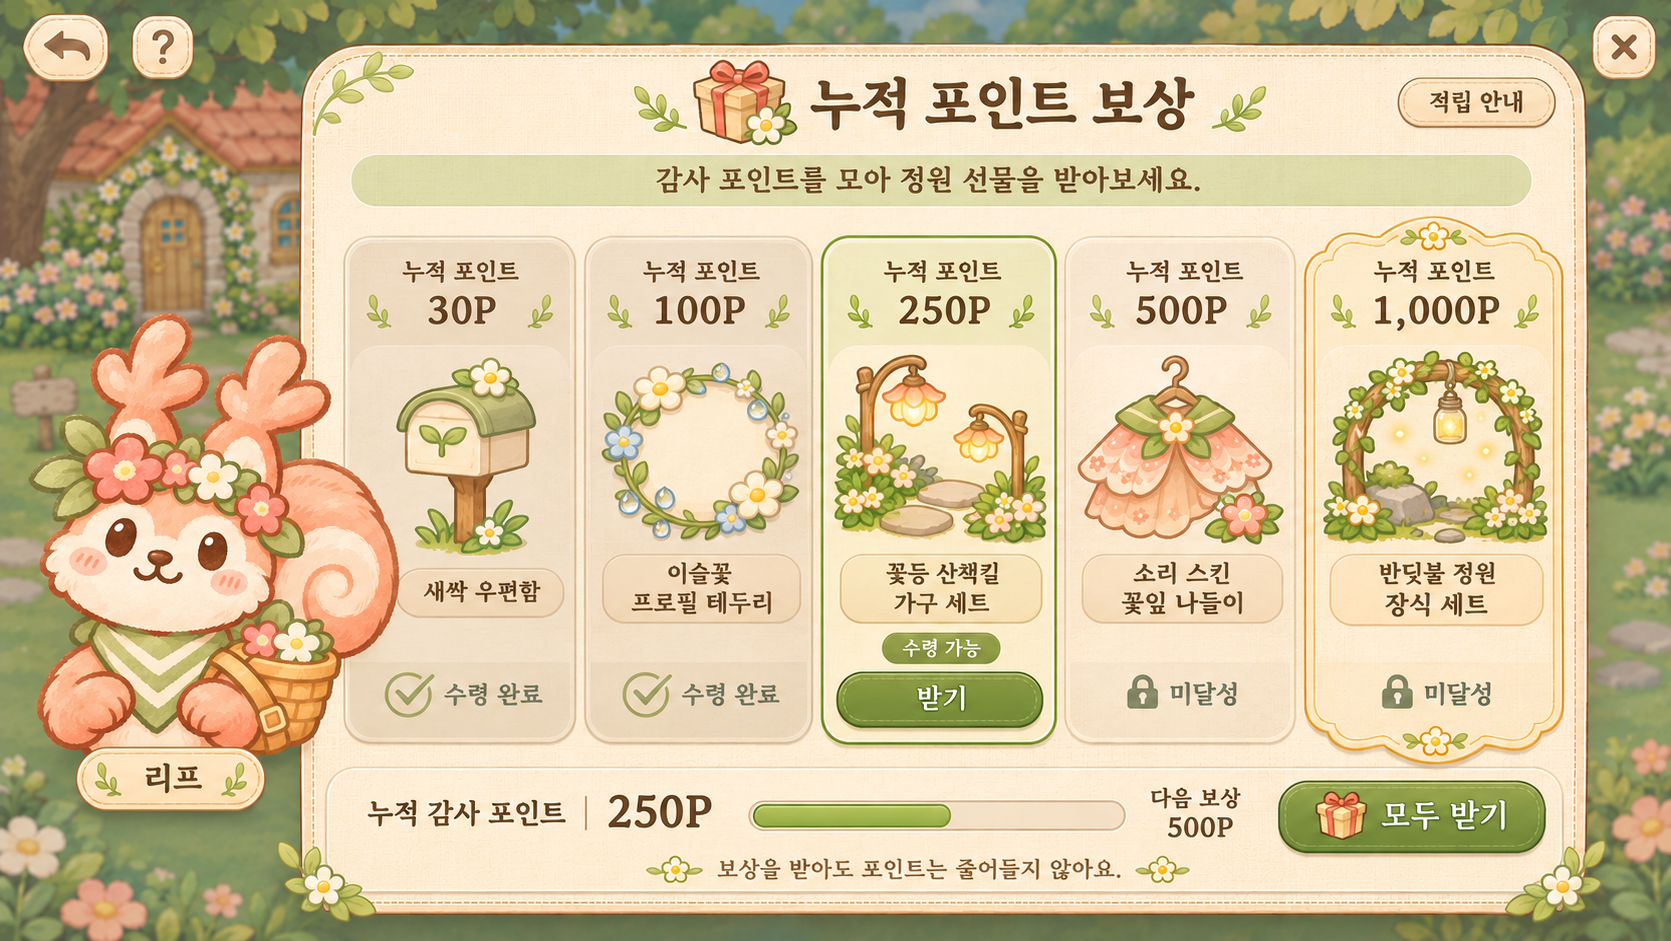 ?
누적 포인트 보상
적립 안내
감사 포인트를 모아 정원 선물을 받아보세요.
누적 포인트
30P
새싹 우편함
수령 완료
누적 포인트
100P
이슬꽃
프로필 테두리
수령 완료
누적 포인트
250P
꽃등 산책길
가구 세트
수령 가능
받기
누적 포인트
500P
소리 스킨
꽃잎 나들이
미달성
누적 포인트
1,000P
반딧불 정원
장식 세트
미달성
리프
누적 감사 포인트
250P
다음 보상
500P
모두 받기
보상을 받아도 포인트는 줄어들지 않아요.